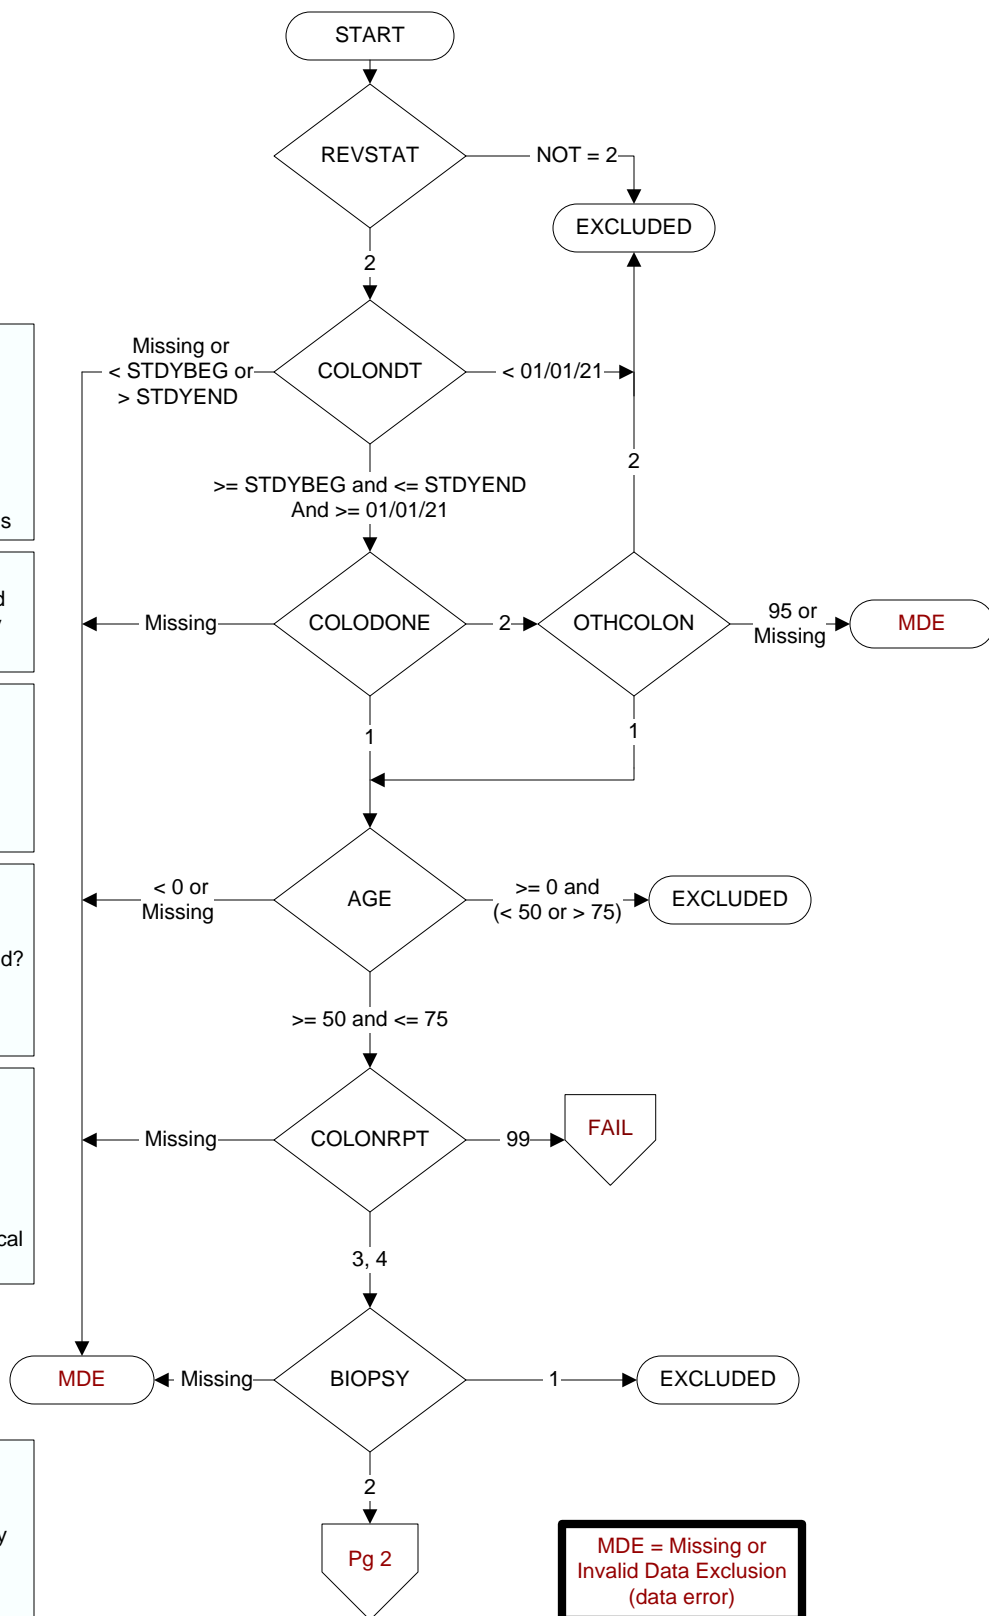 START
REVSTAT
NOT = 2
EXCLUDED
2
Missing or
< STDYBEG or
> STDYEND
COLONDT
< 01/01/21
>= STDYBEG and <= STDYEND
And >= 01/01/21
2
s
d
Missing
COLODONE
2
OTHCOLON
95 or
Missing
MDE
1
1
< 0 or
Missing
AGE
>= 0 and
(< 50 or > 75)
EXCLUDED
d?
>= 50 and <= 75
Missing
COLONRPT
99
FAIL
cal
3, 4
MDE
Missing
BIOPSY
1
EXCLUDED
2
y
Pg 2
MDE = Missing or
Invalid Data Exclusion
(data error)